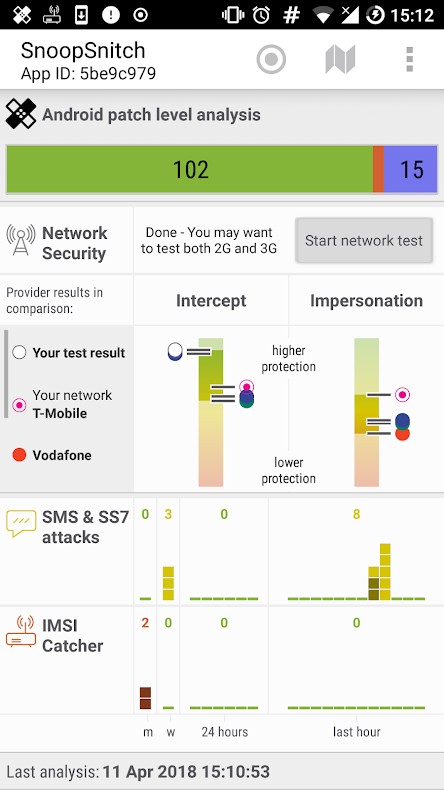 15:12
SnoopSnitch
App ID: 5be9c979
Android patch level analysis
102 15
Network Security
Done - You may want
to test both 2G and 3G
Start network test
Provider results in
comparison:
Intercept
Impersonation
Your test result
Your network
T-Mobile
Vodafone
higher
protection
lower
protection
SMS & SS7
attacks
0 3 0 8
IMSI
Catcher
2 0 0 0
m w 24 hours last hour
Last analysis: 11 Apr 2018 15:10:53